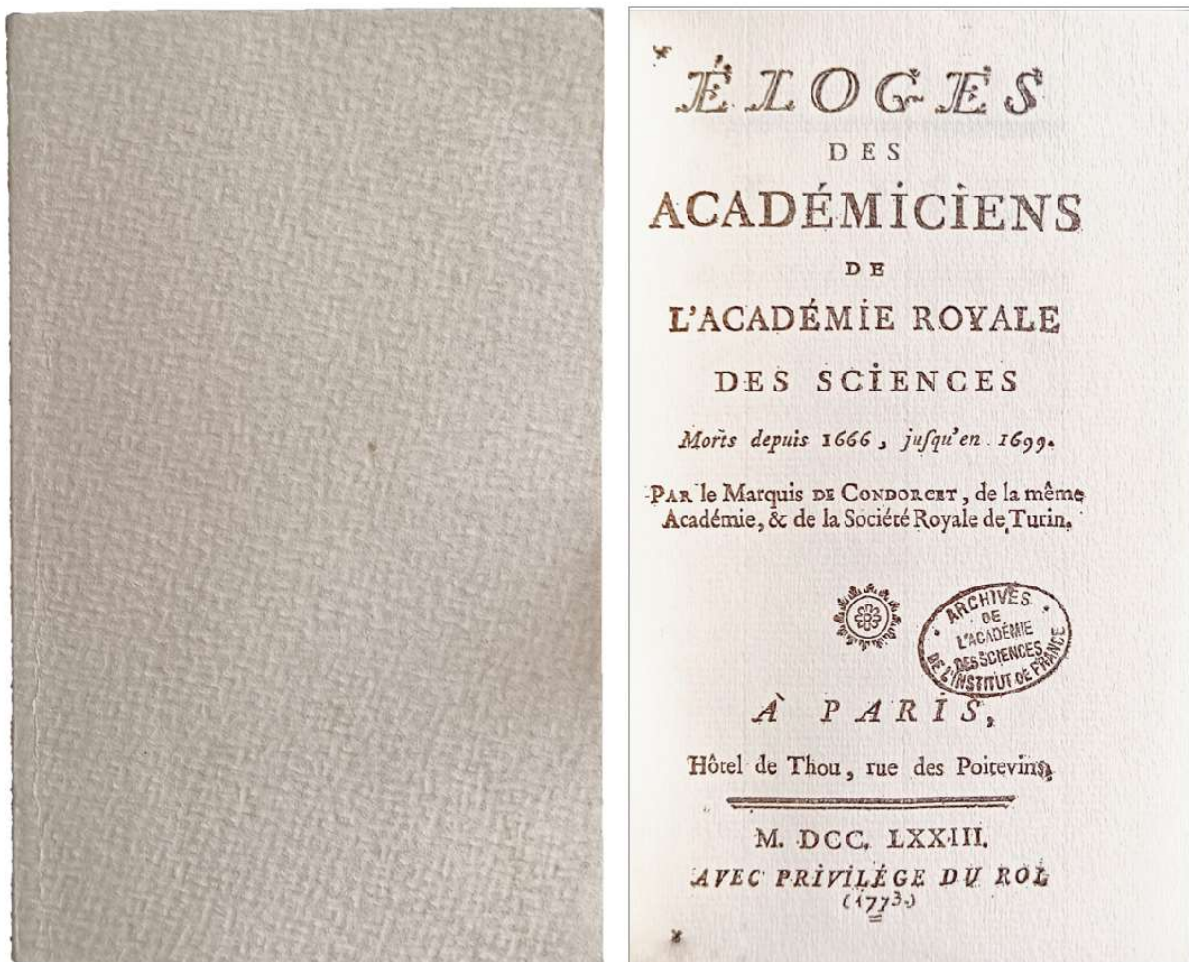 ÉLOGES
DES
ACADÉMICIENS
DE
L'ACADÉMIE ROYALE
DES SCIENCES
Morts depuis 1666, jusqu'en 1699.
PAR le Marquis DE CONDORCET, de la même
Académie, & de la Société Royale de Turin.
ARCHIVES
DE
L'ACADÉMIE
DES SCIENCES
DE L'INSTITUT DE FRANCE
À PARIS,
Hôtel de Thou, rue des Poitevins,
M. DCC. LXXIII.
AVEC PRIVILÉGE DU ROI.
(1773.)